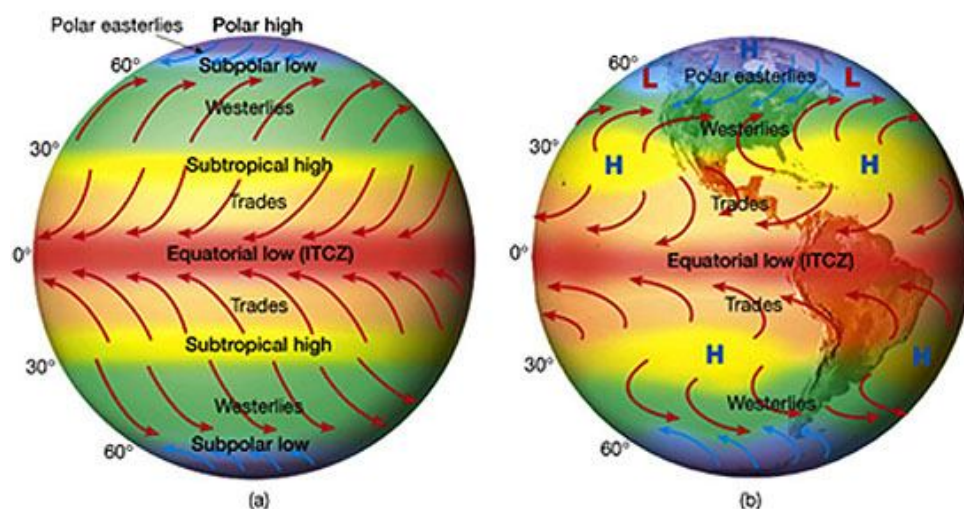 Polar high
Polar easterlies
60°
Subpolar low
Westerlies
30°
Subtropical high
Trades
0°
Equatorial low (ITCZ)
Trades
Subtropical high
30°
Westerlies
60°
Subpolar low
(a)
H
60°
L
Polar easterlies
L
Westerlies
30°
H
H
Trades
0°
Equatorial low (ITCZ)
Trades
H
H
30°
Westerlies
60°
(b)